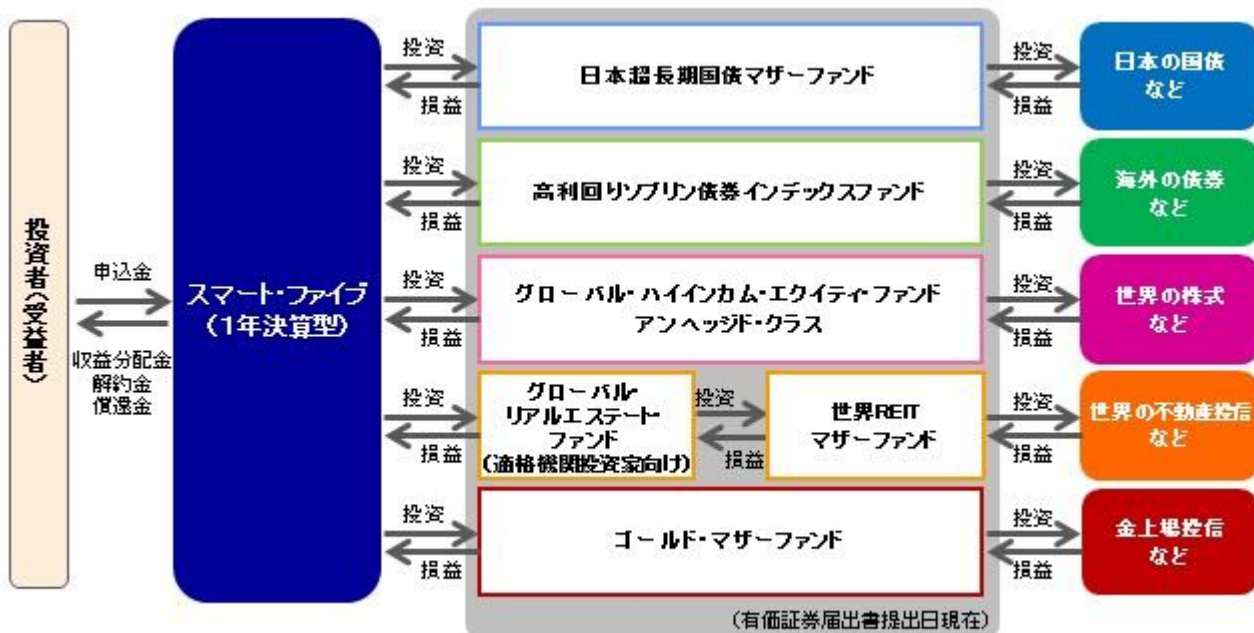 投資者(受益者)
申込金
収益分配金
解約金
償還金
スマート・ファイブ
(1年決算型)
投資
損益
日本超長期国債マザーファンド
投資
損益
日本の国債
など
投資
損益
高利回りソブリン債券インデックスファンド
投資
損益
海外の債券
など
投資
損益
グローバル・ハイインカム・エクイティ・ファンド
アンヘッジド・クラス
投資
損益
世界の株式
など
投資
損益
グローバル・
リアルエステート・
ファンド
(適格機関投資家向け)
投資
損益
世界REIT
マザーファンド
投資
損益
世界の不動産投信
など
投資
損益
ゴールド・マザーファンド
投資
損益
金上場投信
など
(有価証券届出書提出日現在)